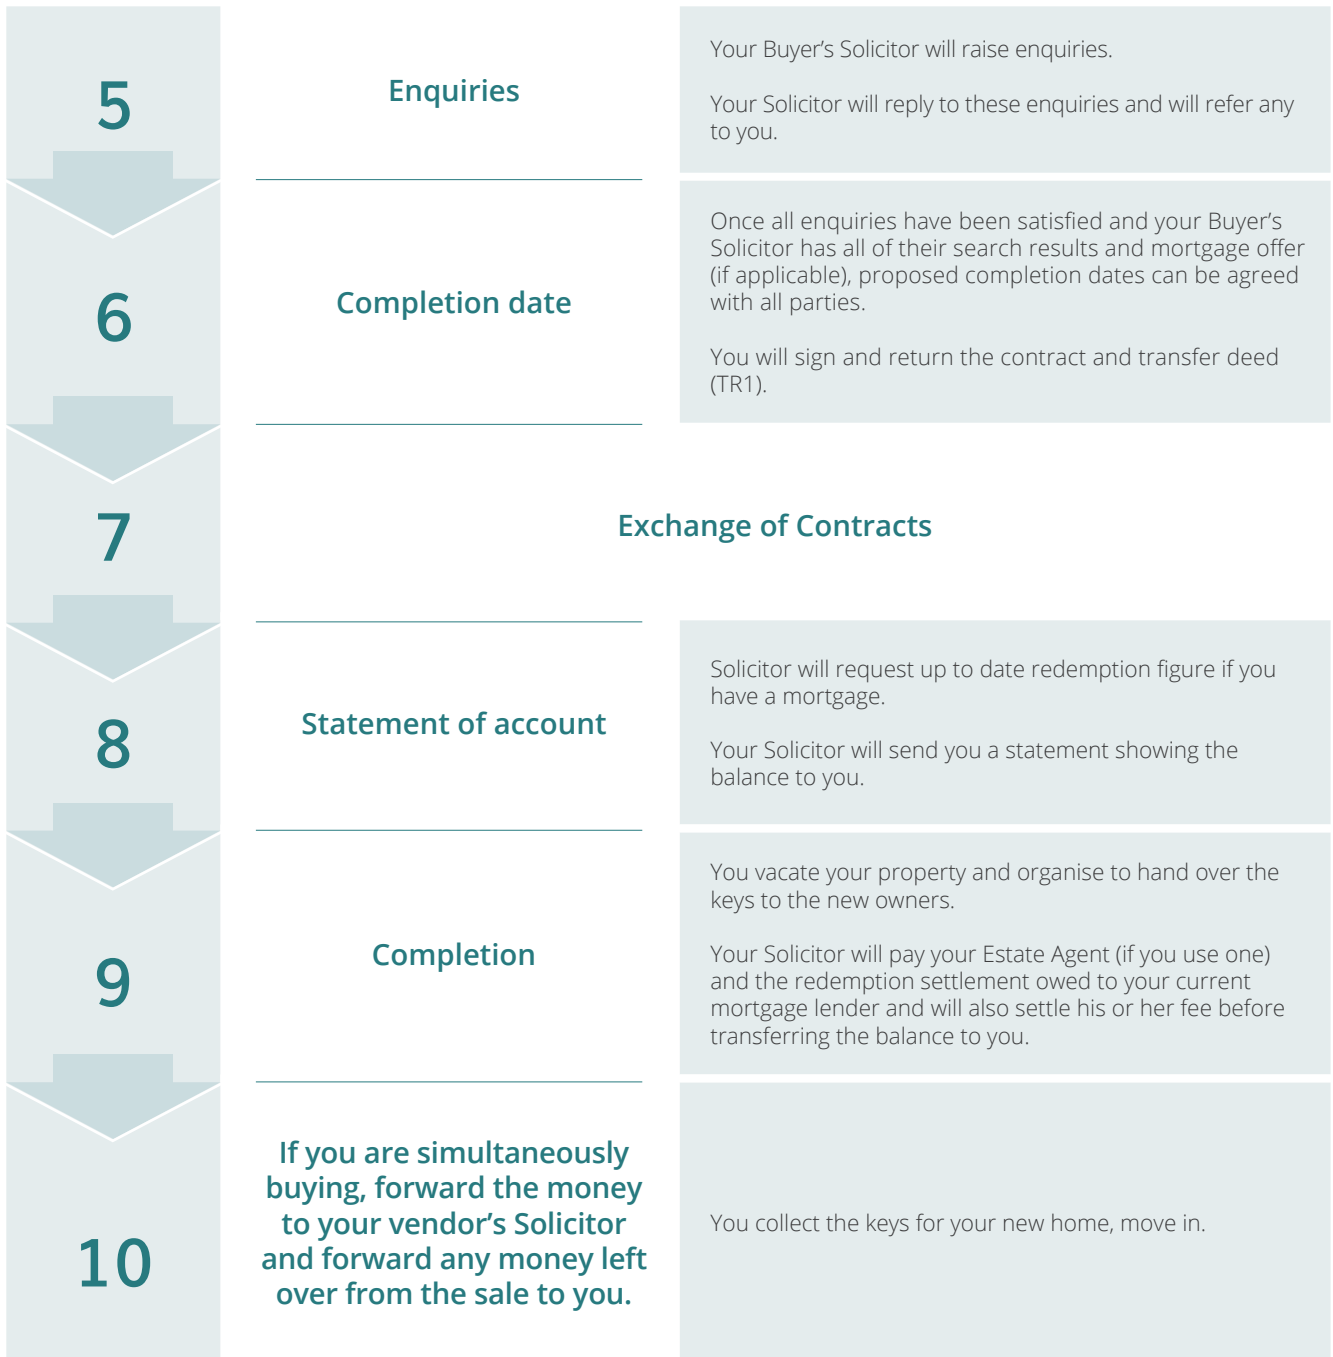 5
Enquiries
Your Buyer’s Solicitor will raise enquiries.
Your Solicitor will reply to these enquiries and will refer any
to you.
6
Completion date
Once all enquiries have been satisfied and your Buyer’s
Solicitor has all of their search results and mortgage offer
(if applicable), proposed completion dates can be agreed
with all parties.
You will sign and return the contract and transfer deed
(TR1).
7
Exchange of Contracts
8
Statement of account
Solicitor will request up to date redemption figure if you
have a mortgage.
Your Solicitor will send you a statement showing the
balance to you.
9
Completion
You vacate your property and organise to hand over the
keys to the new owners.
Your Solicitor will pay your Estate Agent (if you use one)
and the redemption settlement owed to your current
mortgage lender and will also settle his or her fee before
transferring the balance to you.
10
If you are simultaneously
buying, forward the money
to your vendor’s Solicitor
and forward any money left
over from the sale to you.
You collect the keys for your new home, move in.